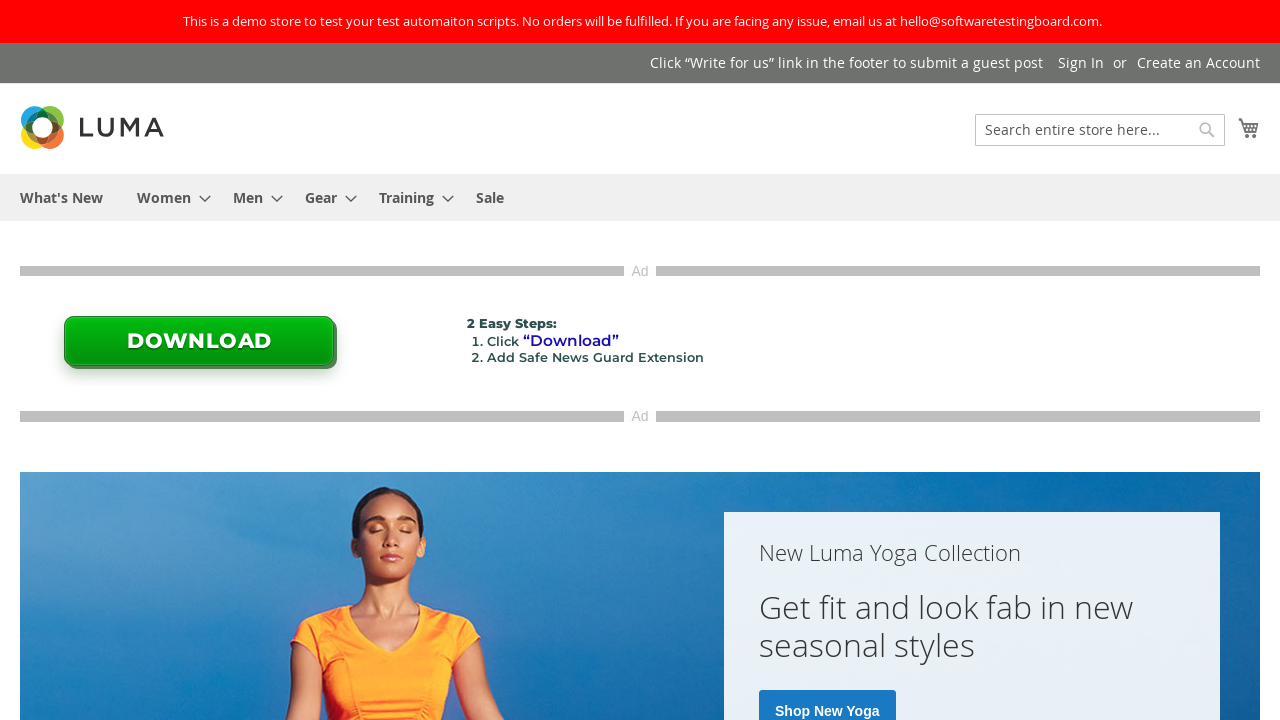 This is a demo store to test your test automaiton scripts. No orders will be fulfilled. If you are facing any issue, email us at hello@softwaretestingboard.com.
Click “Write for us” link in the footer to submit a guest post Sign In or Create an Account
LUMA
Search entire store here...
What's New Women Men Gear Training Sale
Ad
DOWNLOAD
2 Easy Steps:
1. Click “Download”
2. Add Safe News Guard Extension
Ad
New Luma Yoga Collection
Get fit and look fab in new
seasonal styles
Shop New Yoga